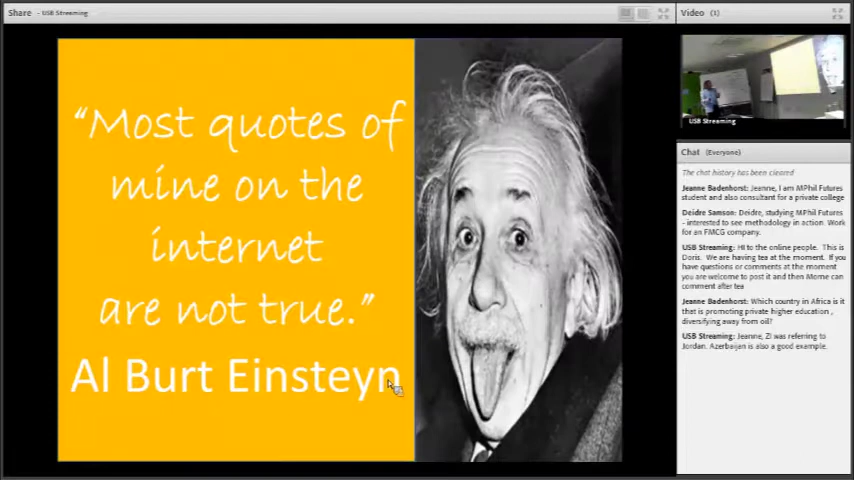 Share - USB Streaming
Video (1)
"Most quotes of
mine on the
internet
are not true."
Al Burt Einsteyn
USB Streaming
Chat (Everyone)
The chat history has been cleared
Jeanne Badenhorst: Jeanne, I am MPhil Futures
student and also consultant for a private college
Deidre Samson: Deidre, studying MPhil Futures
- interested to see methodology in action. Work
for an FMCG company.
USB Streaming: HI to the online people. This is
Doris. We are having tea at the moment. If you
have questions or comments at the moment
you are welcome to post it and then Morne can
comment after tea
Jeanne Badenhorst: Which country in Africa is it
that is promoting private higher education ,
diversifying away from oil?
USB Streaming: Jeanne, ZI was referring to
Jordan. Azerbaijan is also a good example.